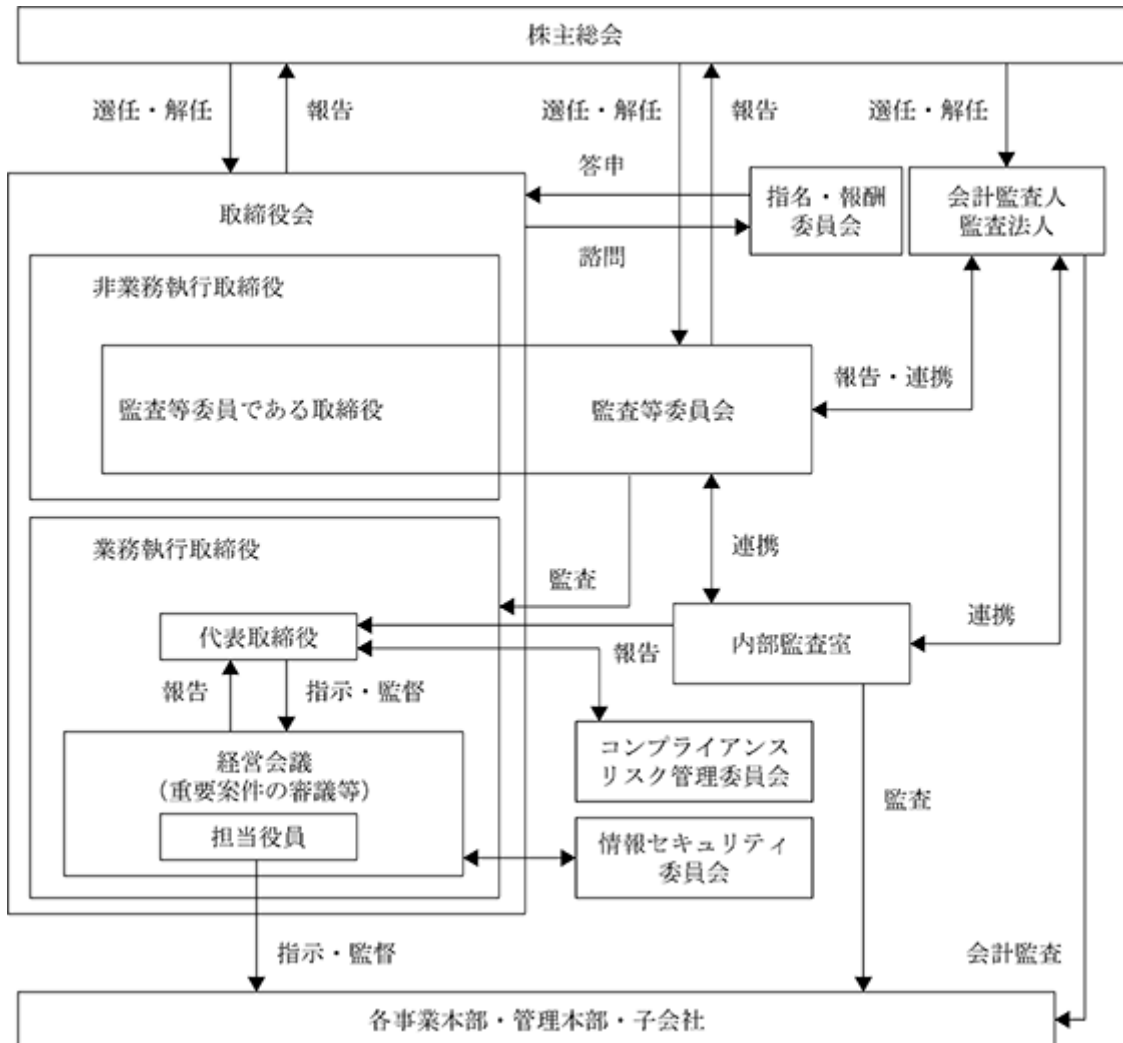 株主総会
選任・解任
報告
選任・解任
報告
選任・解任
答申
指名・報酬
委員会
会計監査人
監査法人
取締役会
諮問
非業務執行取締役
監査等委員である取締役
監査等委員会
報告・連携
業務執行取締役
連携
監査
代表取締役
報告
内部監査室
連携
報告
指示・監督
経営会議
（重要案件の審議等）
担当役員
コンプライアンス
リスク管理委員会
監査
情報セキュリティ
委員会
指示・監督
会計監査
各事業本部・管理本部・子会社